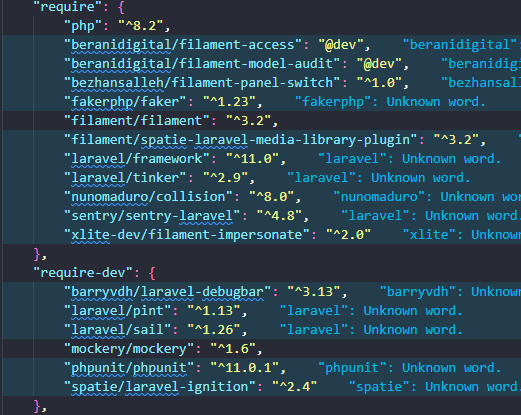 "require": {
"php": "^8.2",
"beranidigital/filament-access": "@dev", "beranidigital":
"beranidigital/filament-model-audit": "@dev", "beranidig
"bezhansalleh/filament-panel-switch": "^1.0", "bezhansal
"fakerphp/faker": "^1.23", "fakerphp": Unknown word.
"filament/filament": "^3.2",
"filament/spatie-laravel-media-library-plugin": "^3.2", "
"laravel/framework": "^11.0", "laravel": Unknown word.
"laravel/tinker": "^2.9", "laravel": Unknown word.
"nunomaduro/collision": "^8.0", "nunomaduro": Unknown wo
"sentry/sentry-laravel": "^4.8", "laravel": Unknown word.
"xlite-dev/filament-impersonate": "^2.0" "xlite": Unknown
},
"require-dev": {
"barryvdh/laravel-debugbar": "^3.13", "barryvdh": Unknown
"laravel/pint": "^1.13", "laravel": Unknown word.
"laravel/sail": "^1.26", "laravel": Unknown word.
"mockery/mockery": "^1.6",
"phpunit/phpunit": "^11.0.1", "phpunit": Unknown word.
"spatie/laravel-ignition": "^2.4" "spatie": Unknown word.
},